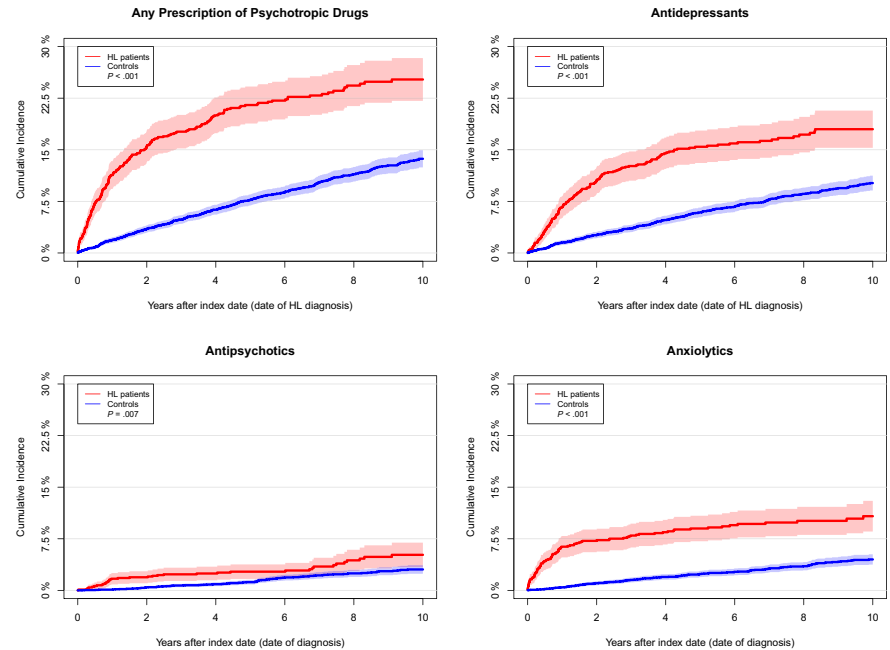 Any Prescription of Psychotropic Drugs
30 %
22.5 %
15 %
7.5 %
0 %
Cumulative Incidence
HL patients
Controls
P < .001
0 2 4 6 8 10
Years after index date (date of HL diagnosis)
Antidepressants
30 %
22.5 %
15 %
7.5 %
0 %
Cumulative Incidence
HL patients
Controls
P < .001
0 2 4 6 8 10
Years after index date (date of HL diagnosis)
Antipsychotics
30 %
22.5 %
15 %
7.5 %
0 %
Cumulative Incidence
HL patients
Controls
P = .007
0 2 4 6 8 10
Years after index date (date of diagnosis)
Anxiolytics
30 %
22.5 %
15 %
7.5 %
0 %
Cumulative Incidence
HL patients
Controls
P < .001
0 2 4 6 8 10
Years after index date (date of diagnosis)